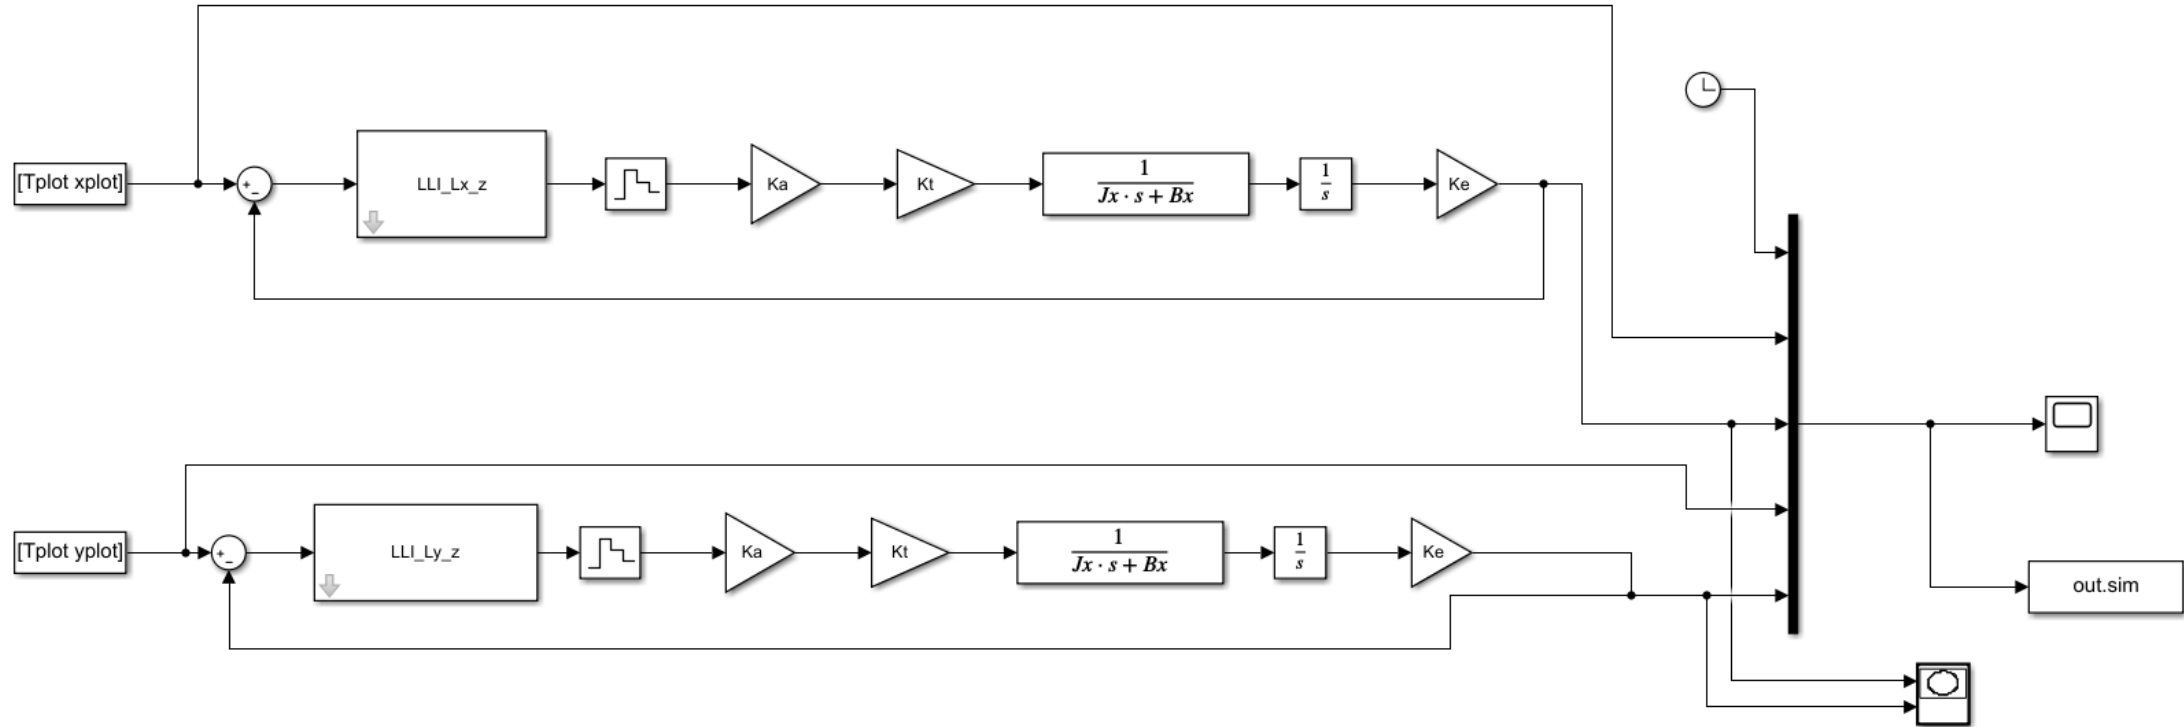 [Tplot xplot]
+
−
LLI_Lx_z
Ka
Kt
1
Jx · s + Bx
1
s
Ke
[Tplot yplot]
+
−
LLI_Ly_z
Ka
Kt
1
Jx · s + Bx
1
s
Ke
out.sim